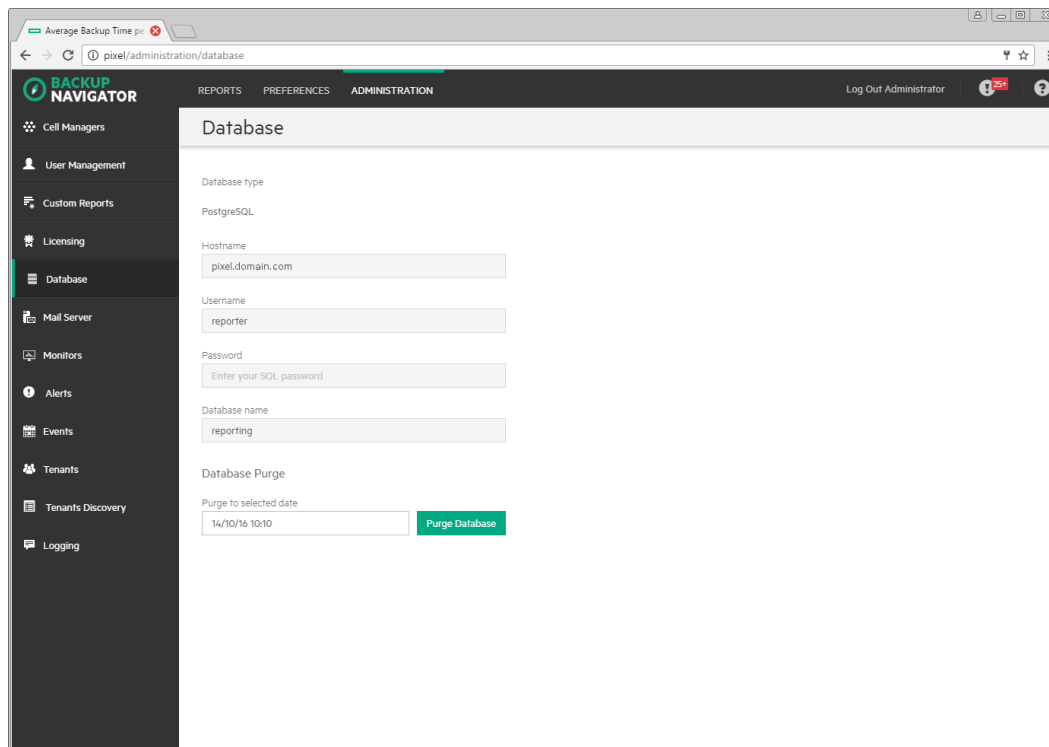 Average Backup Time pe
pixel/administration/database
BACKUP
NAVIGATOR
REPORTS
PREFERENCES
ADMINISTRATION
Log Out Administrator
25+
Cell Managers
User Management
Custom Reports
Licensing
Database
Mail Server
Monitors
Alerts
Events
Tenants
Tenants Discovery
Logging
Database
Database type
PostgreSQL
Hostname
pixel.domain.com
Username
reporter
Password
Enter your SQL password
Database name
reporting
Database Purge
Purge to selected date
14/10/16 10:10
Purge Database